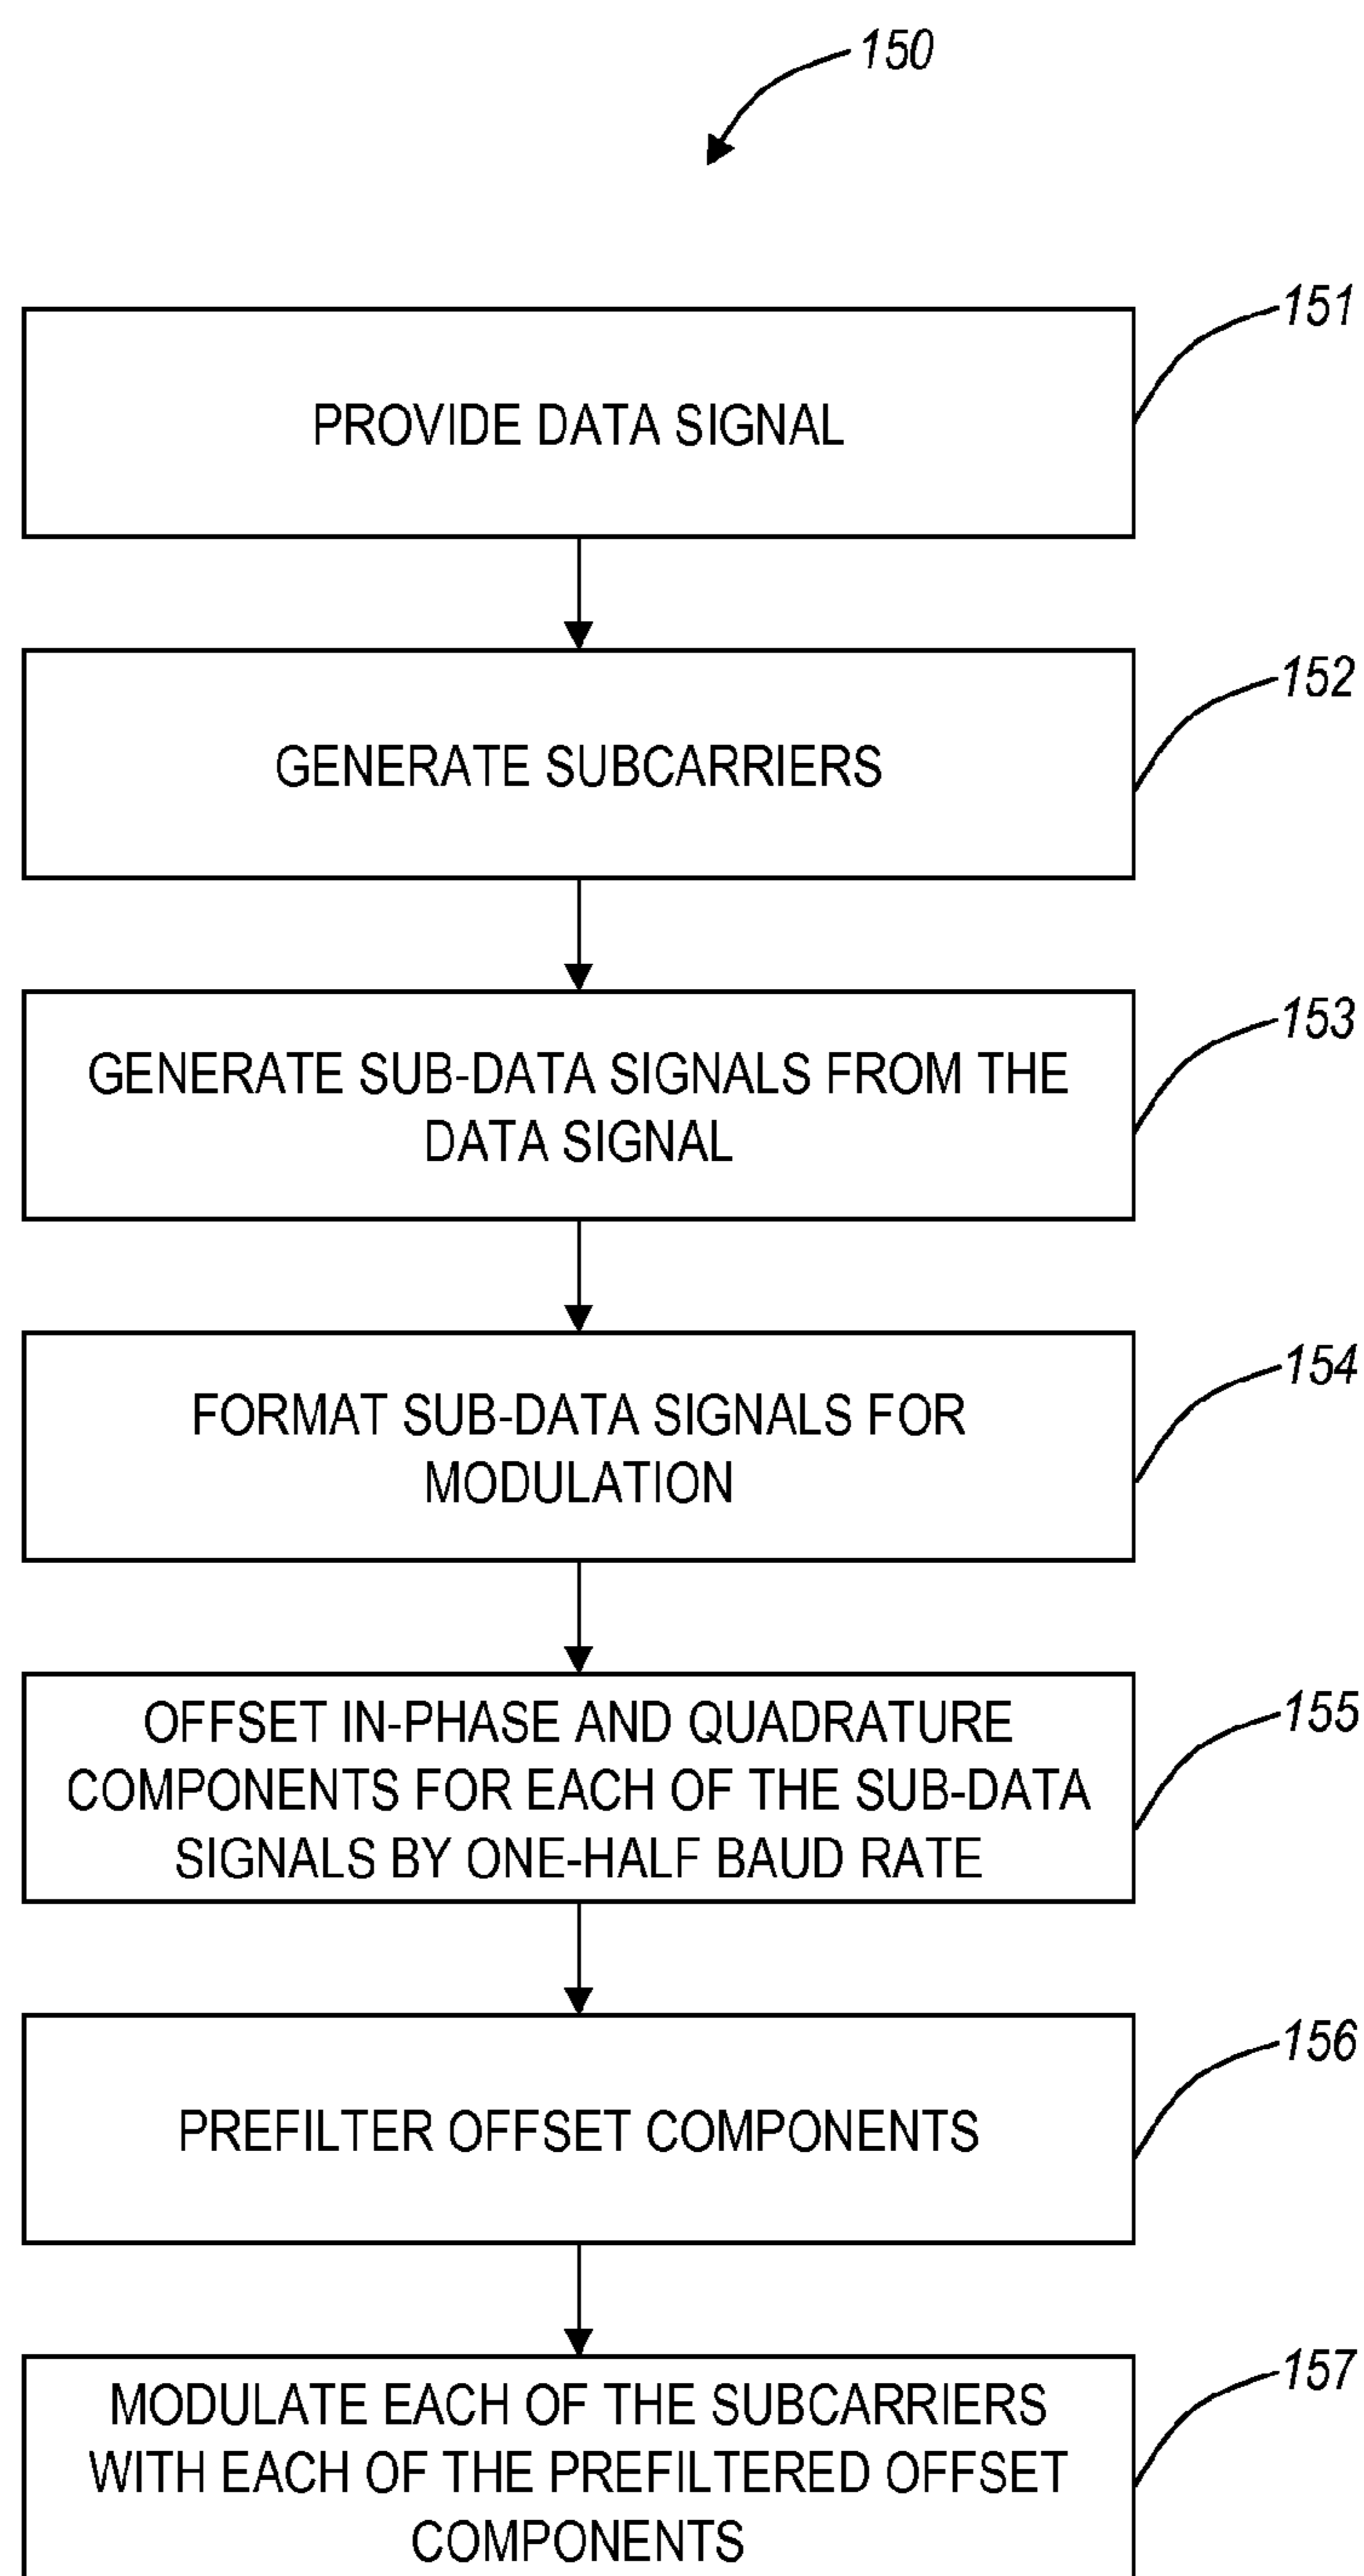 150
151
PROVIDE DATA SIGNAL
152
GENERATE SUBCARRIERS
153
GENERATE SUB-DATA SIGNALS FROM THE
DATA SIGNAL
154
FORMAT SUB-DATA SIGNALS FOR
MODULATION
155
OFFSET IN-PHASE AND QUADRATURE
COMPONENTS FOR EACH OF THE SUB-DATA
SIGNALS BY ONE-HALF BAUD RATE
156
PREFILTER OFFSET COMPONENTS
157
MODULATE EACH OF THE SUBCARRIERS
WITH EACH OF THE PREFILTERED OFFSET
COMPONENTS